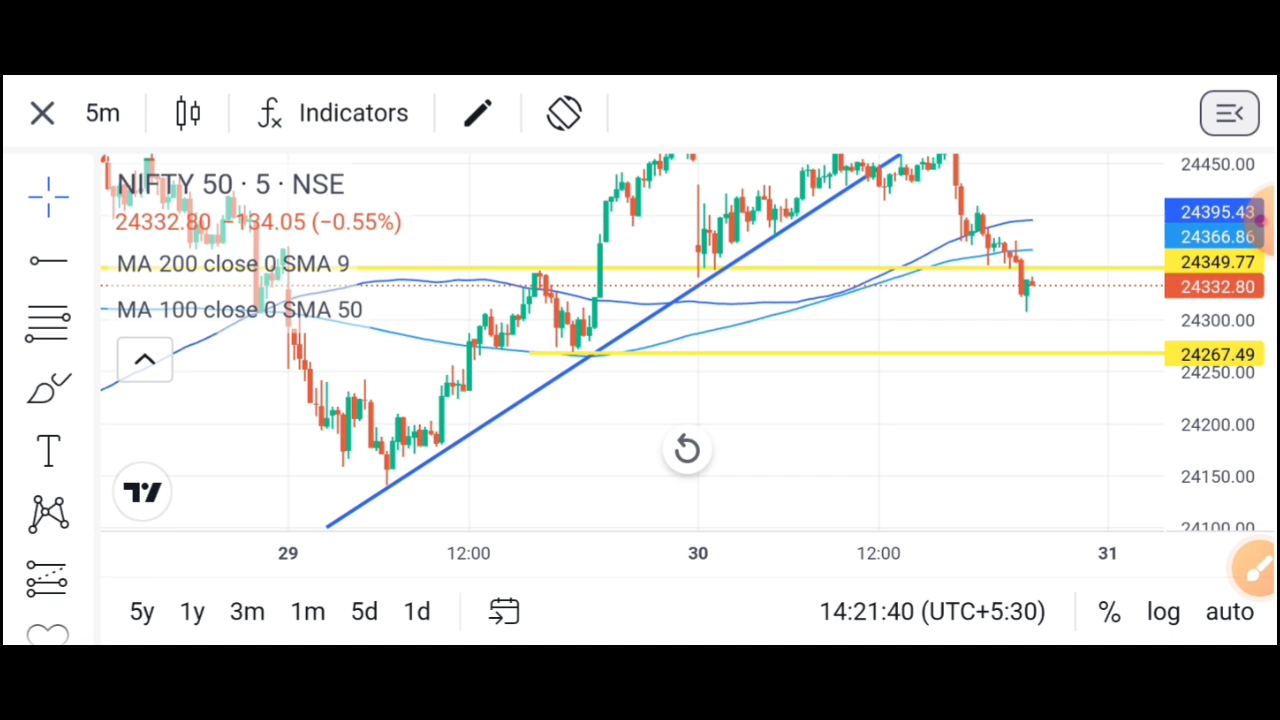 5m
Indicators
NIFTY 50 · 5 · NSE
24332.80 −134.05 (−0.55%)
MA 200 close 0 SMA 9
MA 100 close 0 SMA 50
24450.00
24395.43
24366.86
24349.77
24332.80
24300.00
24267.49
24250.00
24200.00
24150.00
24100.00
29
12:00
30
12:00
31
5y 1y 3m 1m 5d 1d
14:21:40 (UTC+5:30)
% log auto